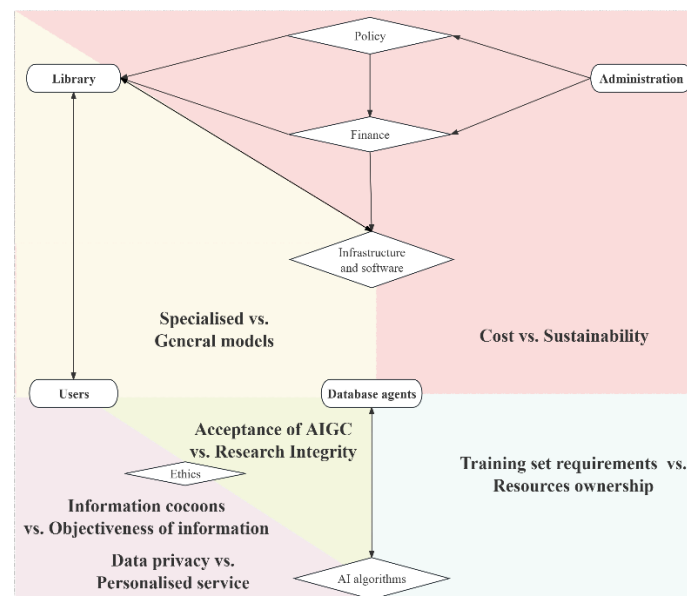 Policy
Library
Administration
Finance
Infrastructure
and software
Specialised vs.
General models
Cost vs. Sustainability
Users
Database agents
Acceptance of AIGC
vs. Research Integrity
Ethics
Training set requirements vs.
Resources ownership
Information cocoons
vs. Objectiveness of information
Data privacy vs.
Personalised service
AI algorithms